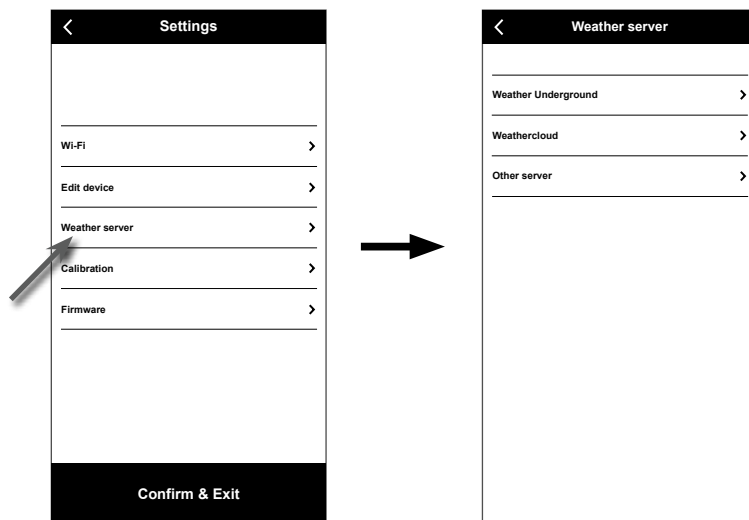 Settings
Wi-Fi
Edit device
Weather server
Calibration
Firmware
Confirm & Exit
Weather server
Weather Underground
Weathercloud
Other server